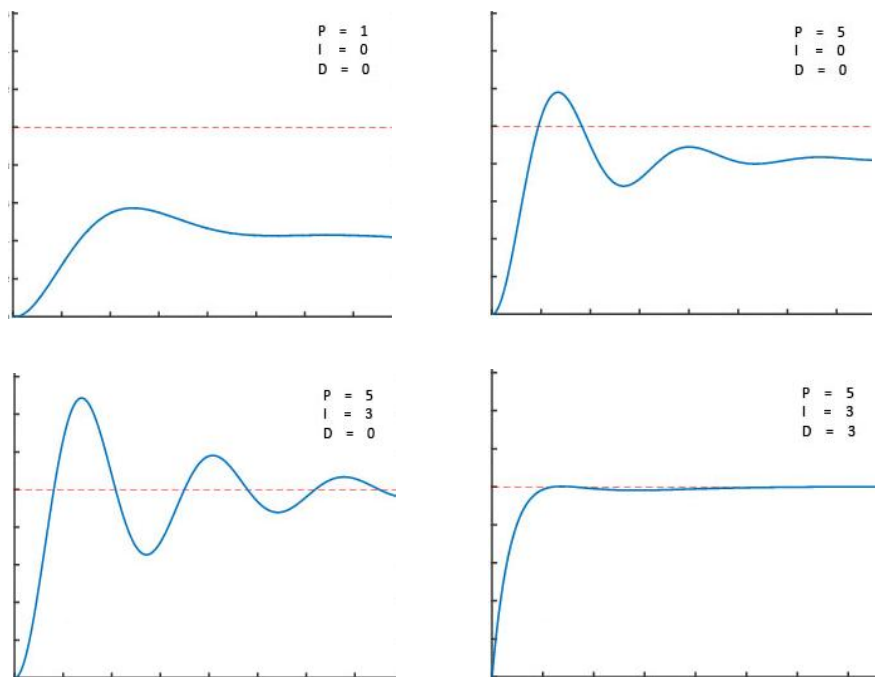 P = 1
I = 0
D = 0
P = 5
I = 0
D = 0
P = 5
I = 3
D = 0
P = 5
I = 3
D = 3